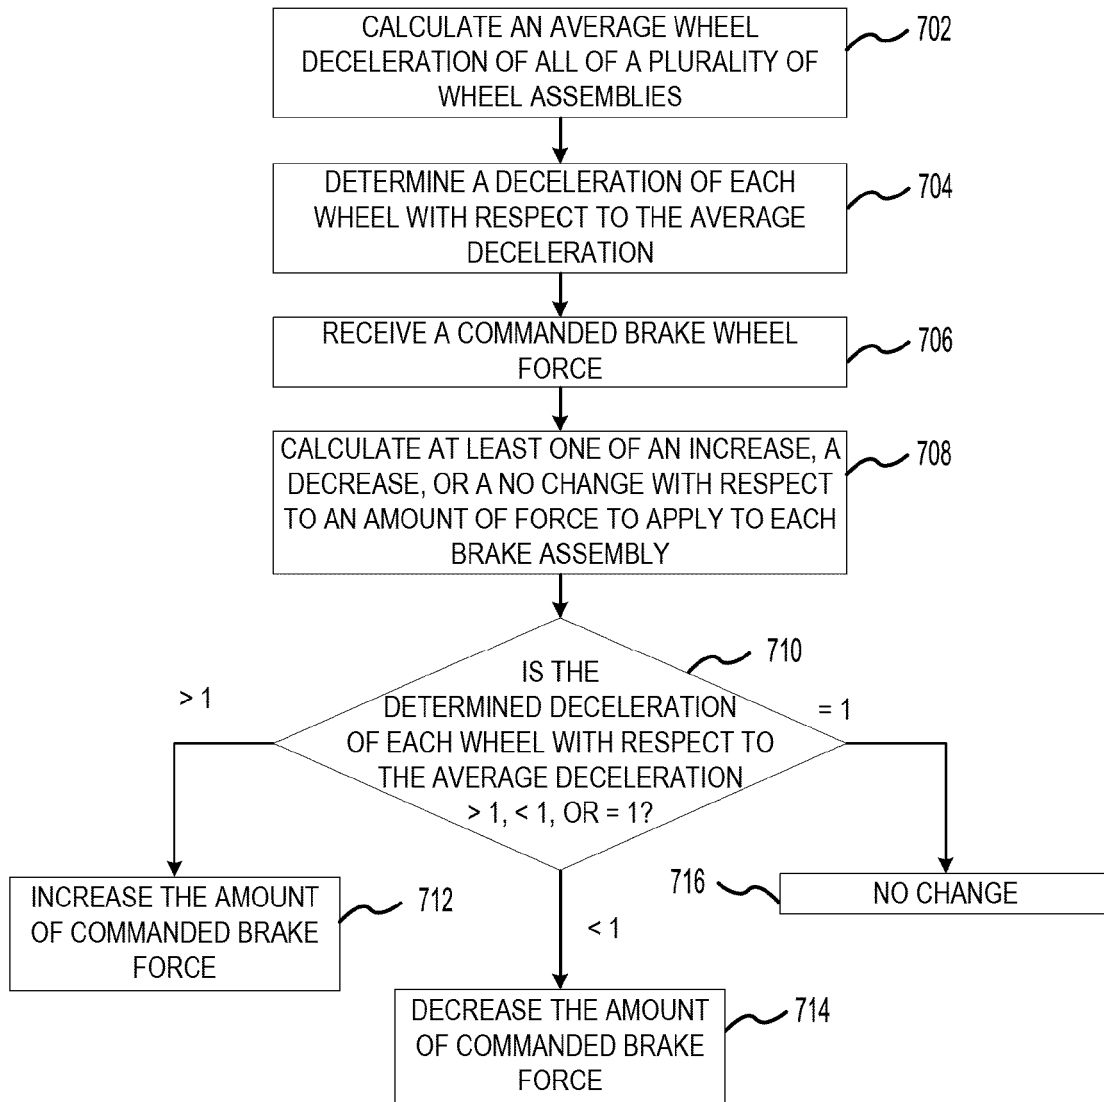 CALCULATE AN AVERAGE WHEEL
DECELERATION OF ALL OF A PLURALITY OF
WHEEL ASSEMBLIES
702
DETERMINE A DECELERATION OF EACH
WHEEL WITH RESPECT TO THE AVERAGE
DECELERATION
704
RECEIVE A COMMANDED BRAKE WHEEL
FORCE
706
CALCULATE AT LEAST ONE OF AN INCREASE, A
DECREASE, OR A NO CHANGE WITH RESPECT
TO AN AMOUNT OF FORCE TO APPLY TO EACH
BRAKE ASSEMBLY
708
IS THE
DETERMINED DECELERATION
OF EACH WHEEL WITH RESPECT TO
THE AVERAGE DECELERATION
> 1, < 1, OR = 1?
710
> 1
= 1
INCREASE THE AMOUNT
OF COMMANDED BRAKE
FORCE
712
< 1
716
NO CHANGE
DECREASE THE AMOUNT
OF COMMANDED BRAKE
FORCE
714